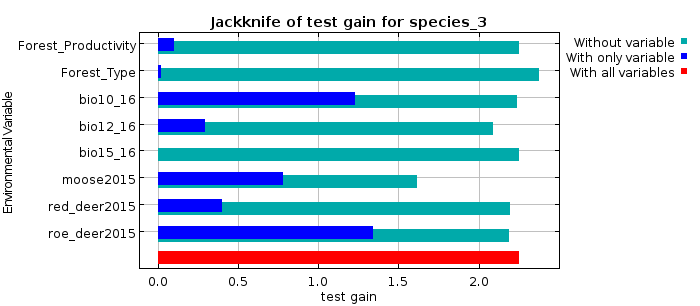 Jackknife of test gain for species_3
Forest_Productivity
Forest_Type
bio10_16
bio12_16
bio15_16
moose2015
red_deer2015
roe_deer2015
Environmental Variable
0.0 0.5 1.0 1.5 2.0
test gain
Without variable
With only variable
With all variables